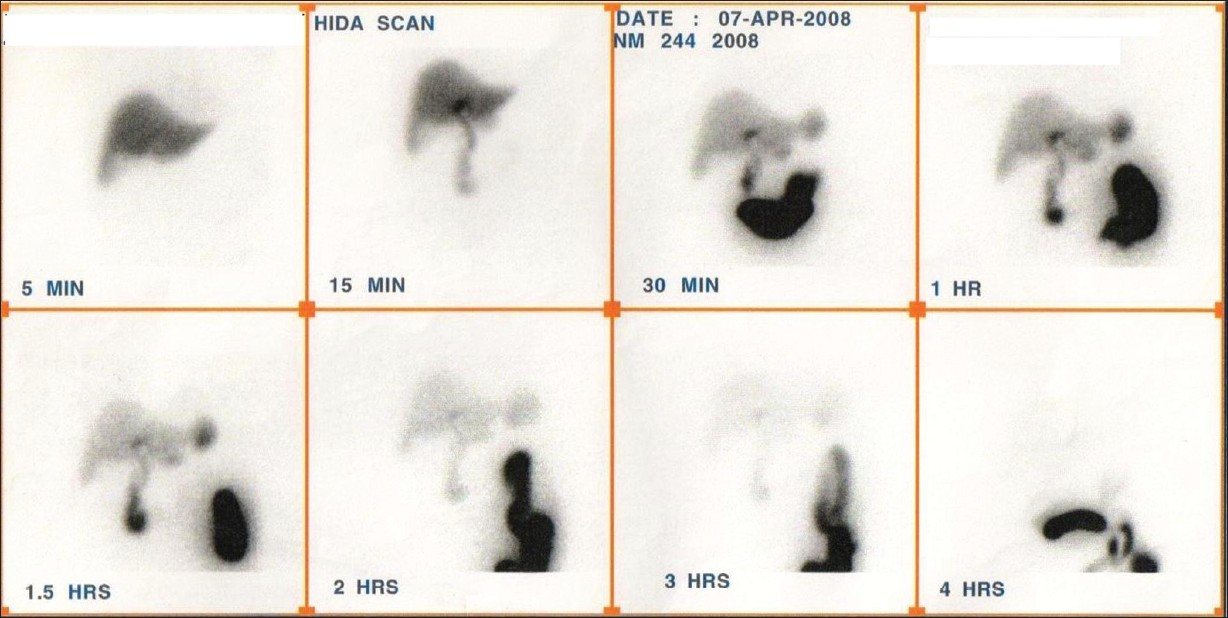 HIDA SCAN
DATE : 07-APR-2008
NM 244 2008
5 MIN
15 MIN
30 MIN
1 HR
1.5 HRS
2 HRS
3 HRS
4 HRS